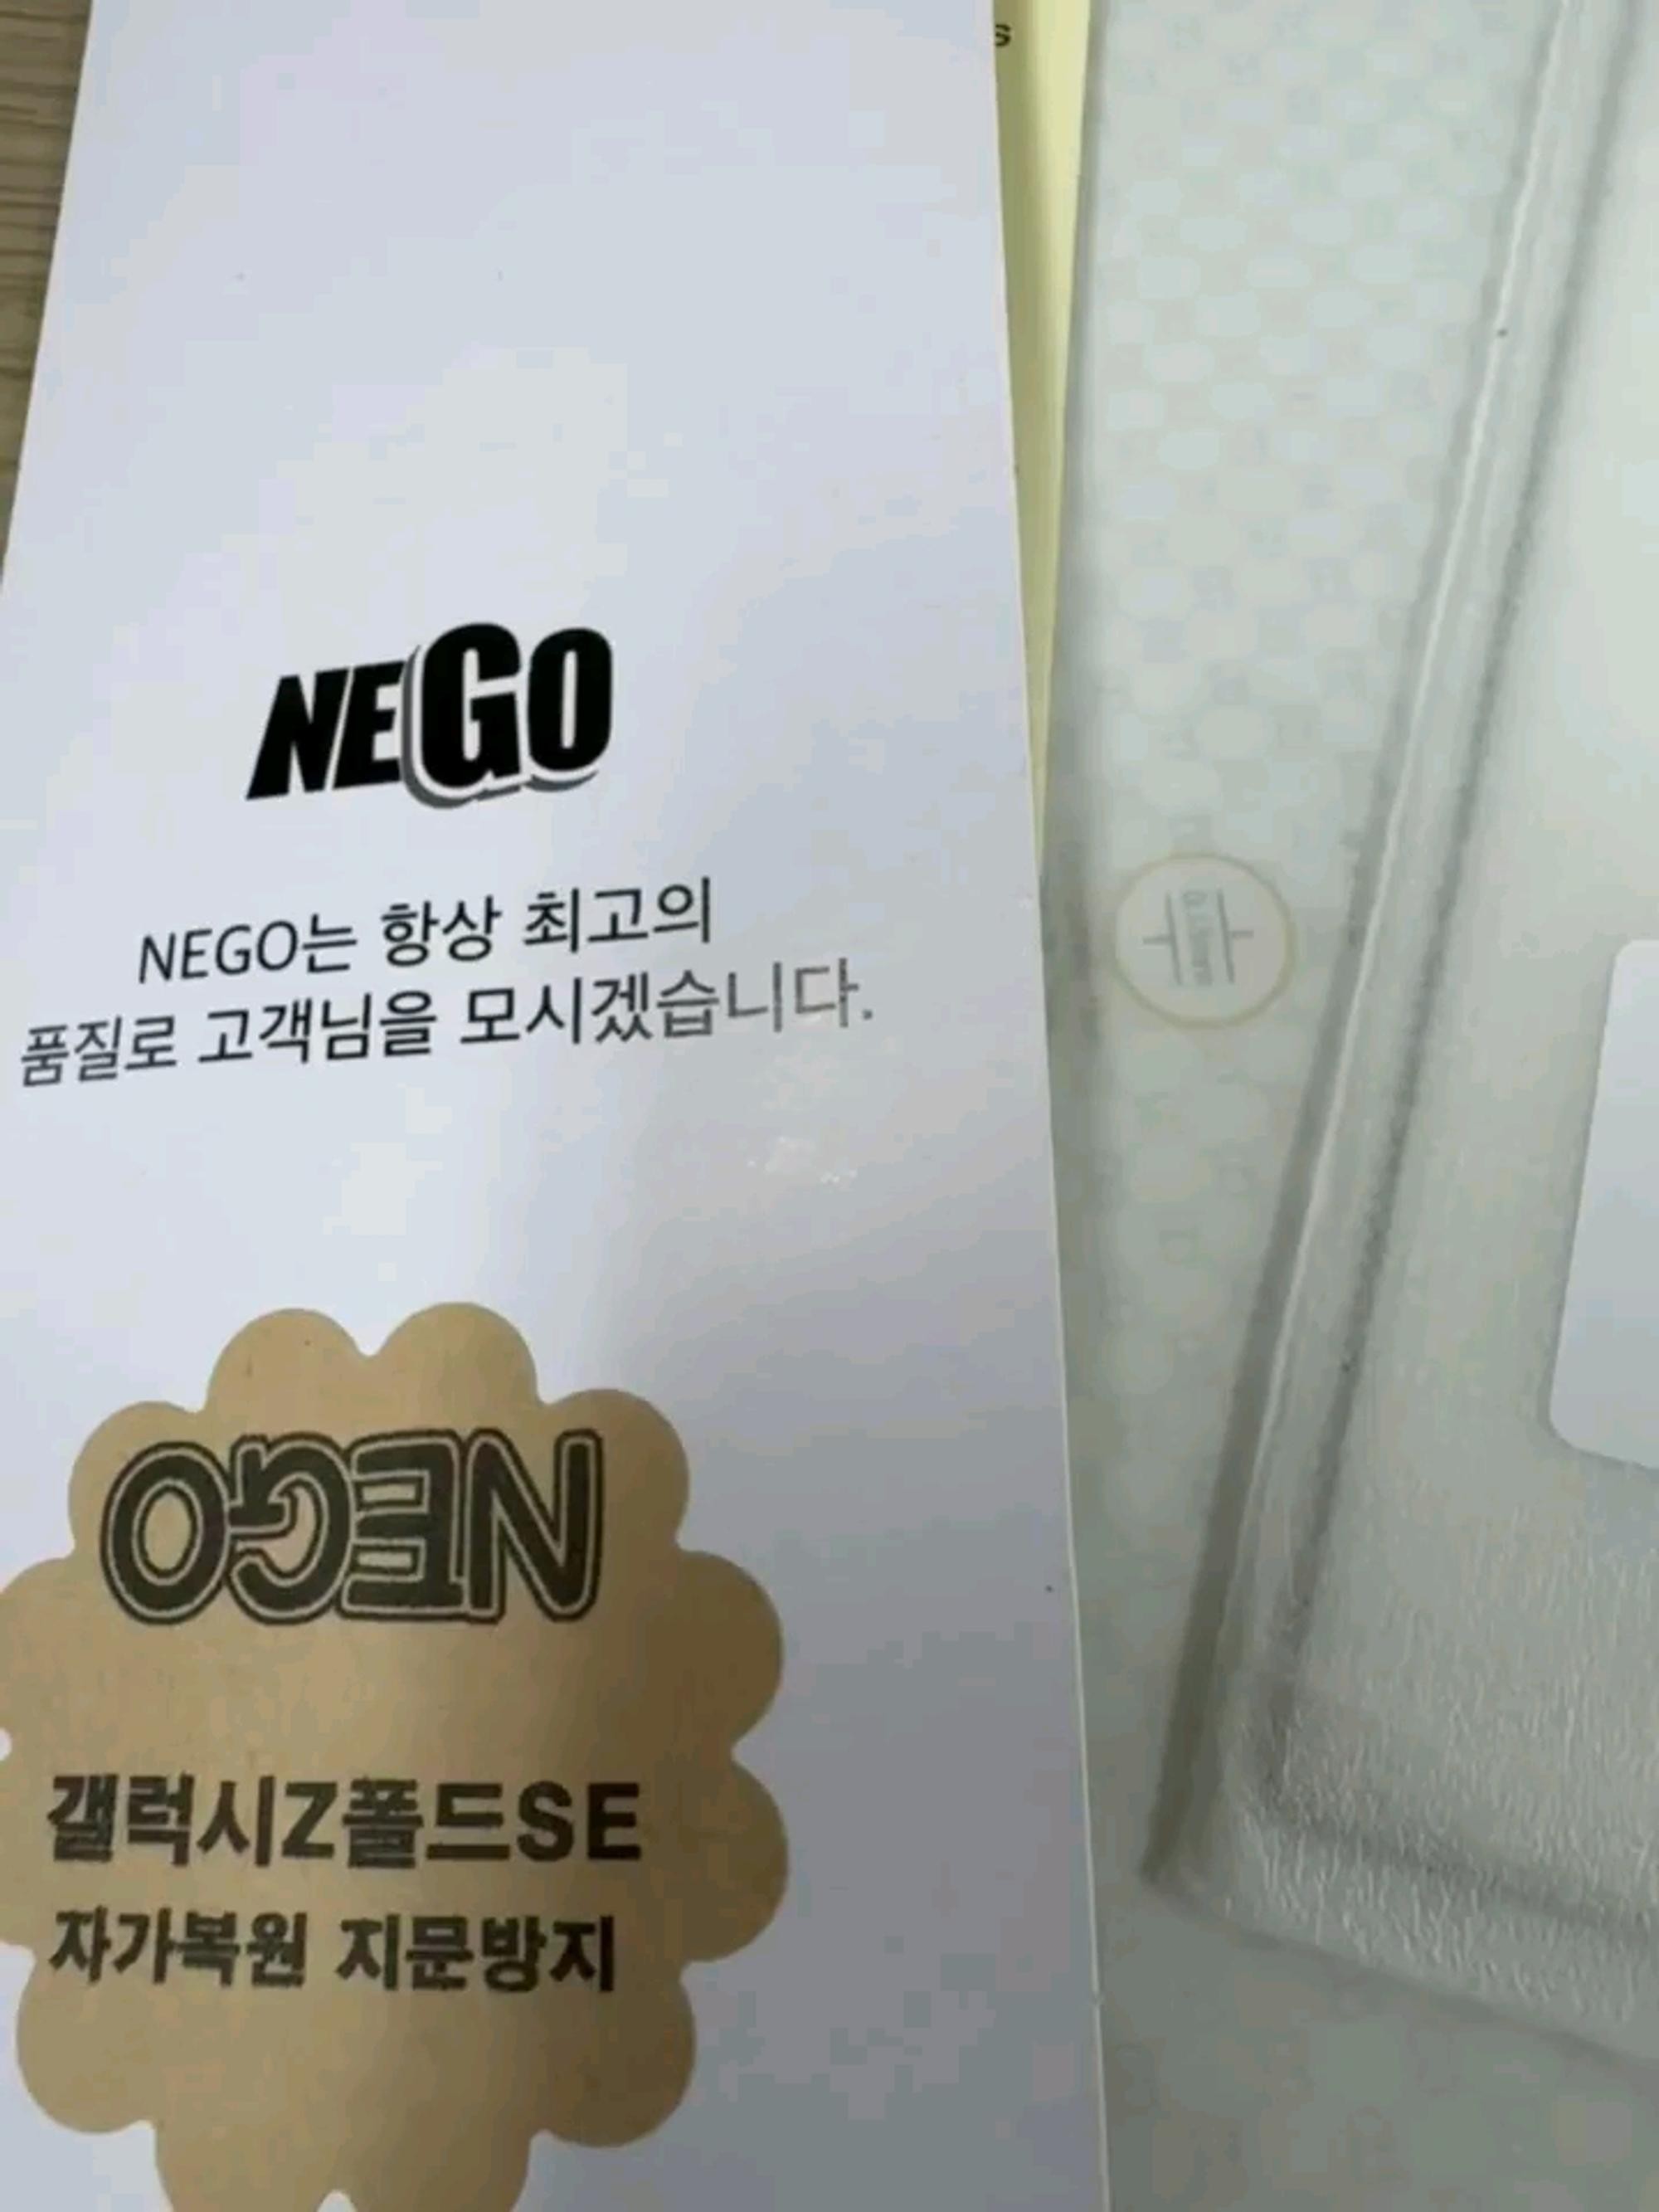 s
NEGO
NEGO는 항상 최고의
품질로 고객님을 모시겠습니다.
NEGO
갤럭시Z폴드SE
자가복원 지문방지